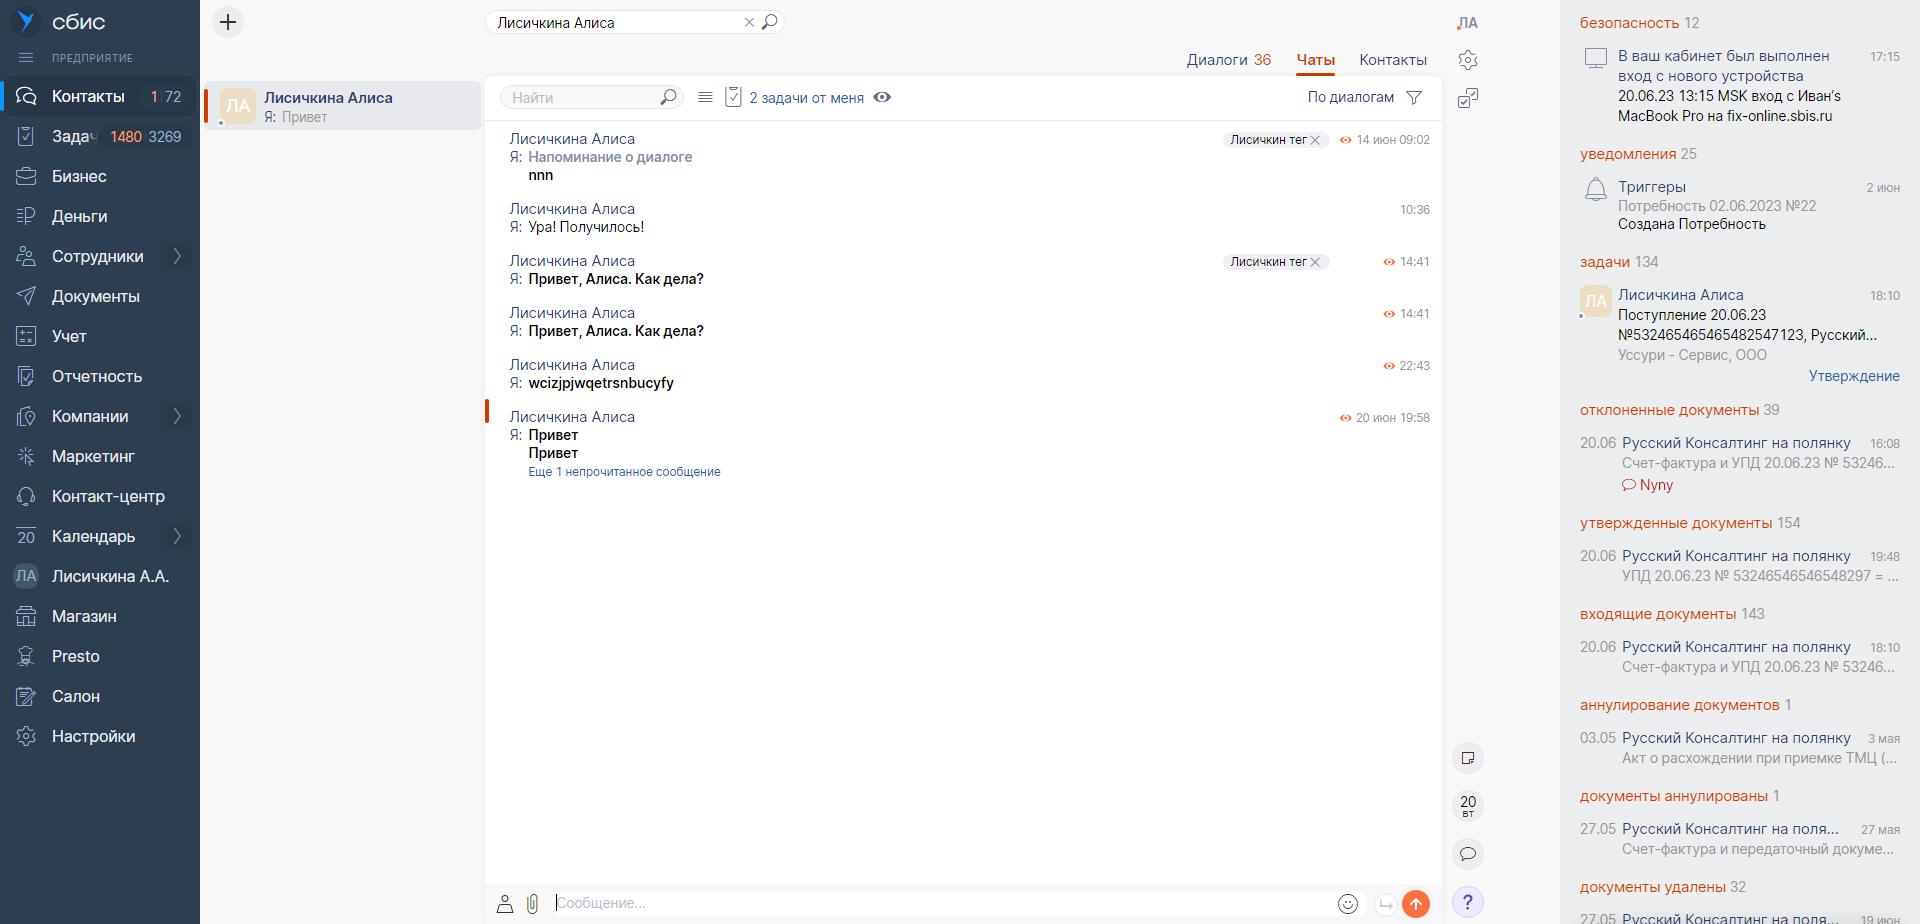 сбис
ПРЕДПРИЯТИЕ
Контакты 1 72
Задач 1480 3269
Бизнес
Деньги
Сотрудники
Документы
Учет
Отчетность
Компании
Маркетинг
Контакт-центр
20 Календарь
ЛА Лисичкина А.А.
Магазин
Presto
Салон
Настройки
Лисичкина Алиса
Диалоги 36 Чаты Контакты
ЛА
Лисичкина Алиса
Я: Привет
Найти
2 задачи от меня
По диалогам
Лисичкина Алиса Лисичкин тег 14 июн 09:02
Я: Напоминание о диалоге
nnn
Лисичкина Алиса 10:36
Я: Ура! Получилось!
Лисичкина Алиса Лисичкин тег 14:41
Я: Привет, Алиса. Как дела?
Лисичкина Алиса 14:41
Я: Привет, Алиса. Как дела?
Лисичкина Алиса 22:43
Я: wcizjpjwqetrsnbucyfy
Лисичкина Алиса 20 июн 19:58
Я: Привет
Привет
Еще 1 непрочитанное сообщение
Сообщение...
ЛА
20
ВТ
?
безопасность 12
В ваш кабинет был выполнен 17:15
вход с нового устройства
20.06.23 13:15 MSK вход с Иван's
MacBook Pro на fix-online.sbis.ru
уведомления 25
Триггеры 2 июн
Потребность 02.06.2023 №22
Создана Потребность
задачи 134
ЛА Лисичкина Алиса 18:10
Поступление 20.06.23
№532465465465482547123, Русский...
Уссури - Сервис, ООО
Утверждение
отклоненные документы 39
20.06 Русский Консалтинг на полянку 16:08
Счет-фактура и УПД 20.06.23 № 53246...
Nyny
утвержденные документы 154
20.06 Русский Консалтинг на полянку 19:48
УПД 20.06.23 № 53246546546548297 = ...
входящие документы 143
20.06 Русский Консалтинг на полянку 18:10
Счет-фактура и УПД 20.06.23 № 53246...
аннулирование документов 1
03.05 Русский Консалтинг на полянку 3 мая
Акт о расхождении при приемке ТМЦ (...
документы аннулированы 1
27.05 Русский Консалтинг на поля... 27 мая
Счет-фактура и передаточный докуме...
документы удалены 32
27.05 Русский Консалтинг на поля... 19 июн